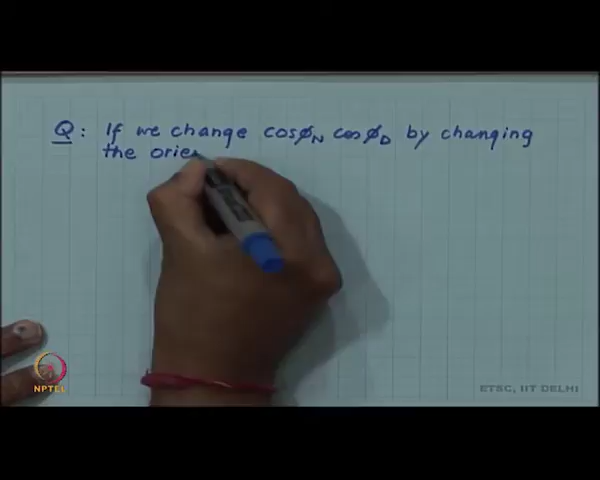 Q: If we change cosφN cosφD by changing
the orie
NPTEL
ETSC, IIT DELHI